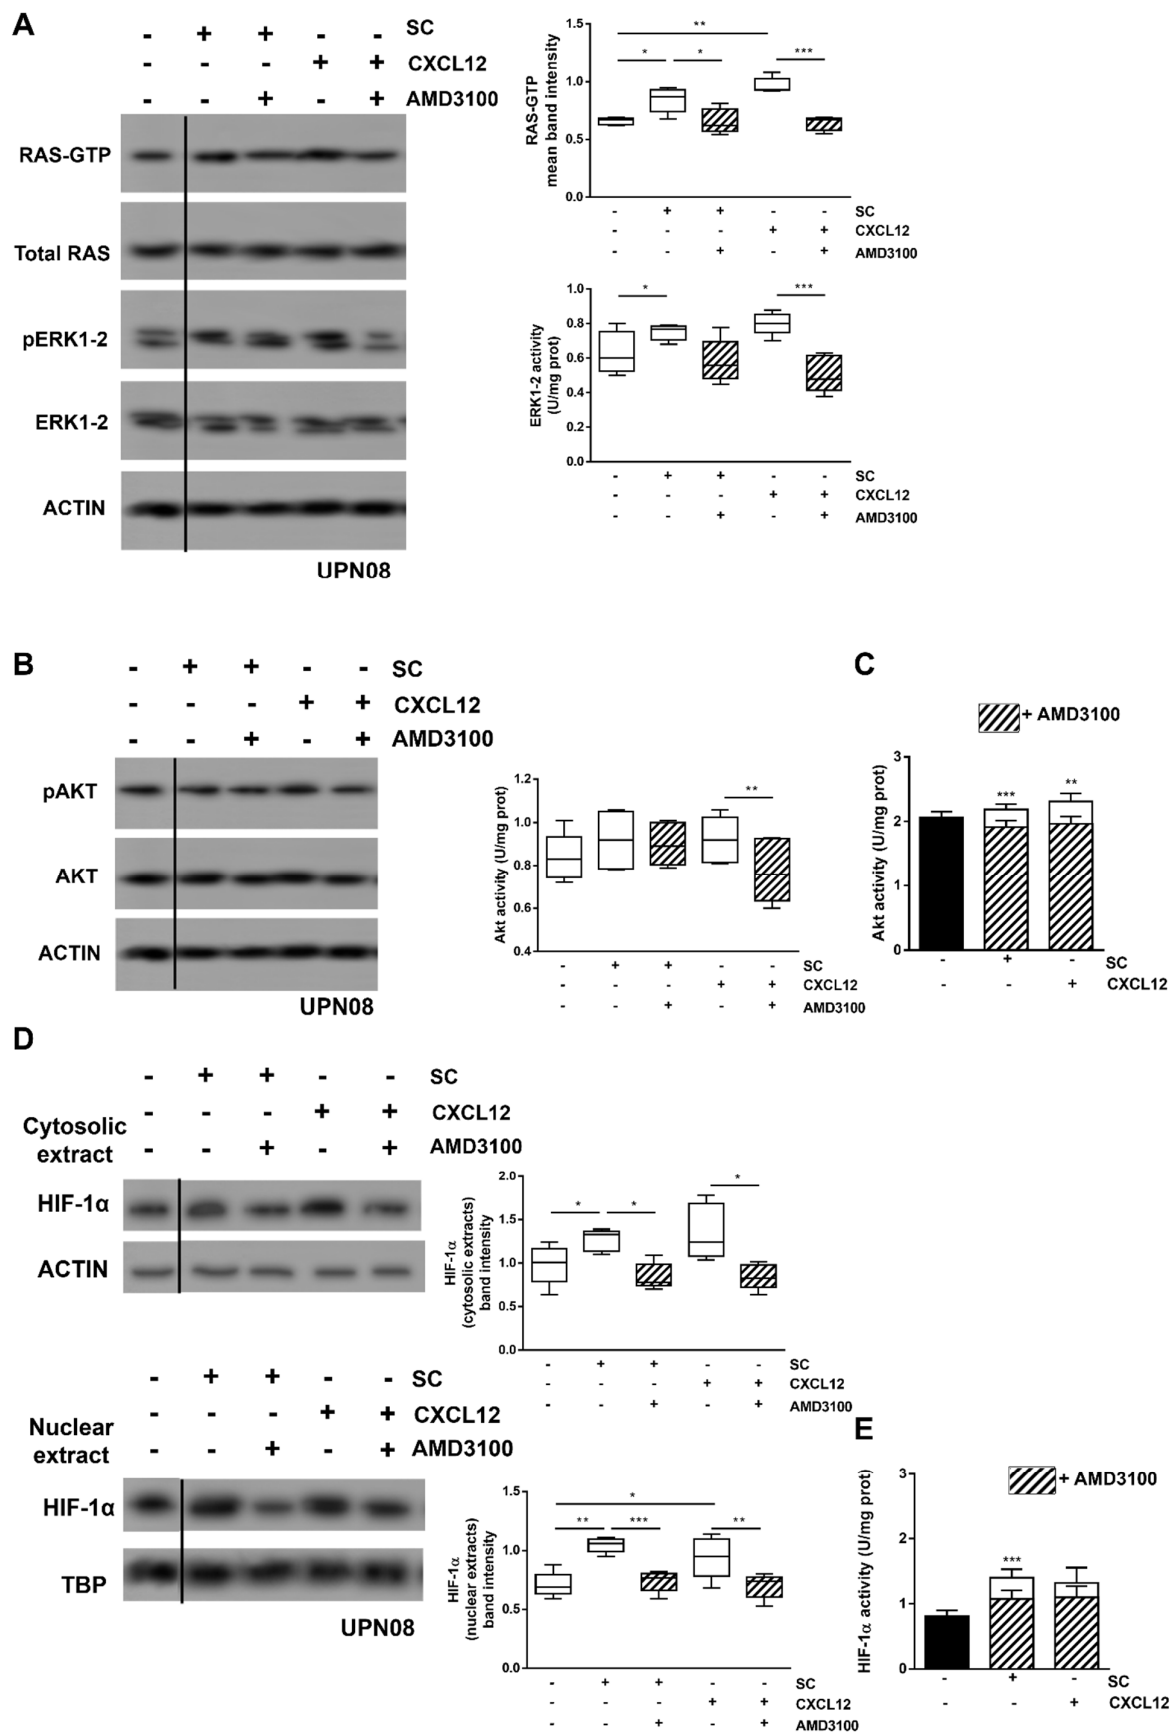 A
- + + - - SC
- - - + + CXCL12
- - + - + AMD3100
RAS-GTP
Total RAS
pERK1-2
ERK1-2
ACTIN
UPN08
RAS-GTP
mean band intensity
1.5
1.0
0.5
0.0
**
* * ***
- + + - - SC
- - - + + CXCL12
- - + - + AMD3100
ERK1-2 activity
(U/mg prot)
1.0
0.8
0.6
0.4
0.2
0.0
* ***
- + + - - SC
- - - + + CXCL12
- - + - + AMD3100
B
- + + - - SC
- - - + + CXCL12
- - + - + AMD3100
pAKT
AKT
ACTIN
UPN08
Akt activity (U/mg prot)
1.2
1.0
0.8
0.6
0.4
**
- + + - - SC
- - - + + CXCL12
- - + - + AMD3100
C
+ AMD3100
Akt activity (U/mg prot)
3
2
1
0
*** **
- + - SC
- - + CXCL12
D
- + + - - SC
- - - + + CXCL12
- - + - + AMD3100
Cytosolic
extract
HIF-1α
ACTIN
HIF-1α
(cytosolic extracts)
band intensity
2.0
1.5
1.0
0.5
0.0
* * *
- + + - - SC
- - - + + CXCL12
- - + - + AMD3100
- + + - - SC
- - - + + CXCL12
- - + - + AMD3100
Nuclear
extract
HIF-1α
TBP
UPN08
HIF-1α
(nuclear extracts)
band intensity
1.5
1.0
0.5
0.0
*
** *** **
- + + - - SC
- - - + + CXCL12
- - + - + AMD3100
E
+ AMD3100
HIF-1α activity (U/mg prot)
3
2
1
0
***
- + - SC
- - + CXCL12